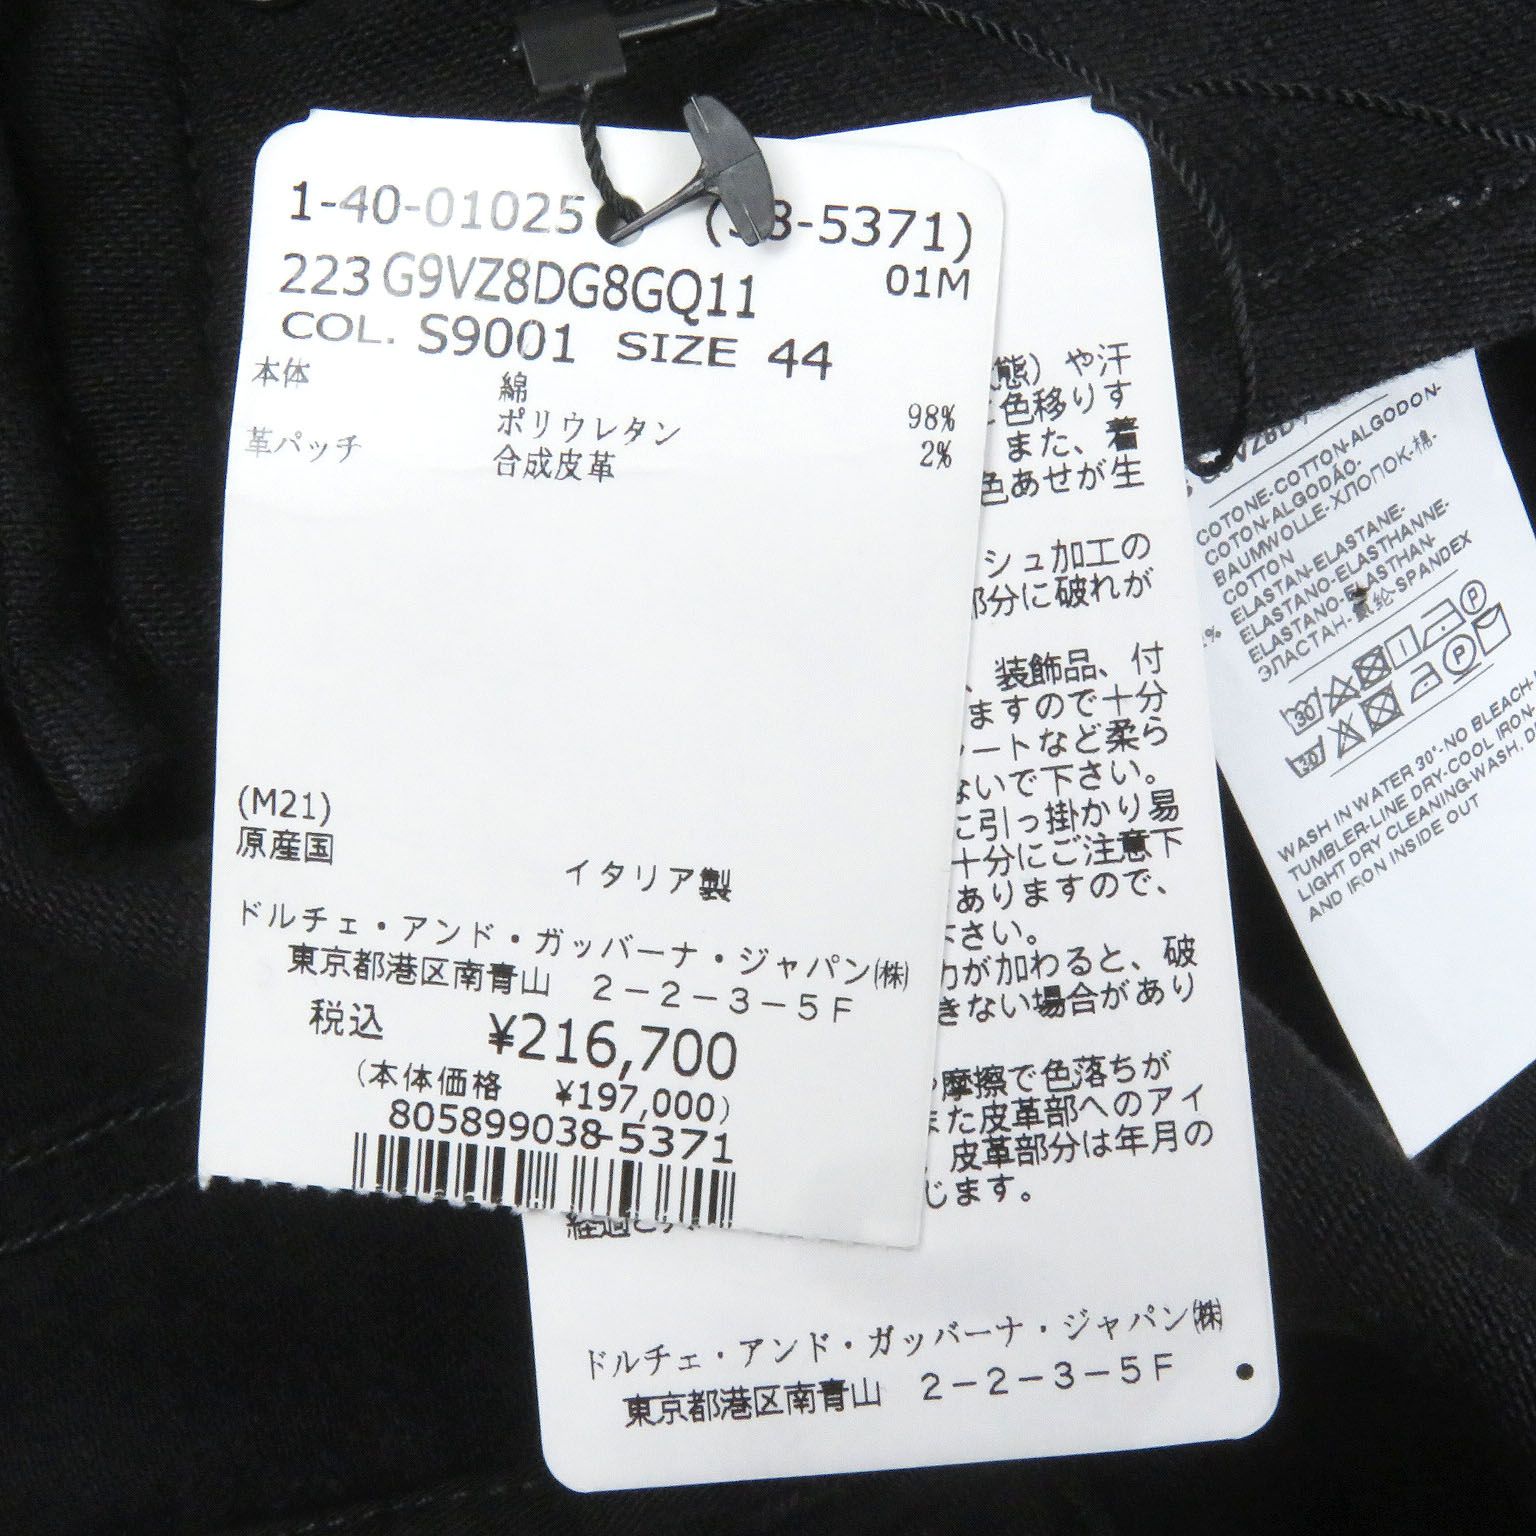 1-40-01025 -5371)
223 G9VZ8DG8GQ11 01M
COL. S9001 SIZE 44
本体 綿 98%
ポリウレタン 2%
革パッチ 合成皮革
(M21)
原産国
イタリア製
ドルチェ・アンド・ガッバーナ・ジャパン㈱
東京都港区南青山 2-2-3-5F
税込 ¥216,700
(本体価格 ¥197,000)
805899038-5371
態)や汗
色移りす
また、着
色あせが生
シュ加工の
部分に破れが
、装飾品、付
ますので十分
ートなど柔ら
ないで下さい。
に引っ掛かり易
十分にご注意下
ありますので、
下さい。
力が加わると、破
きない場合があり
摩擦で色落ちが
また皮革部へのアイ
皮革部分は年月の
じます。
ドルチェ・アンド・ガッバーナ・ジャパン㈱
東京都港区南青山 2-2-3-5F
COTONE-COTTON-ALGODON-
COTON-ALGODÃO-
BAUMWOLLE-ХЛОПОК-棉-
COTTON
ELASTAN-ELASTANE-
ELASTANO-ELASTHANNE-
ELASTANO-ELASTHAN-
ЭЛАСТАН-氨纶-SPANDEX
WASH IN WATER 30°-NO BLEACH-
TUMBLER-LINE DRY-COOL IRON-
LIGHT DRY CLEANING-WASH,
AND IRON INSIDE OUT